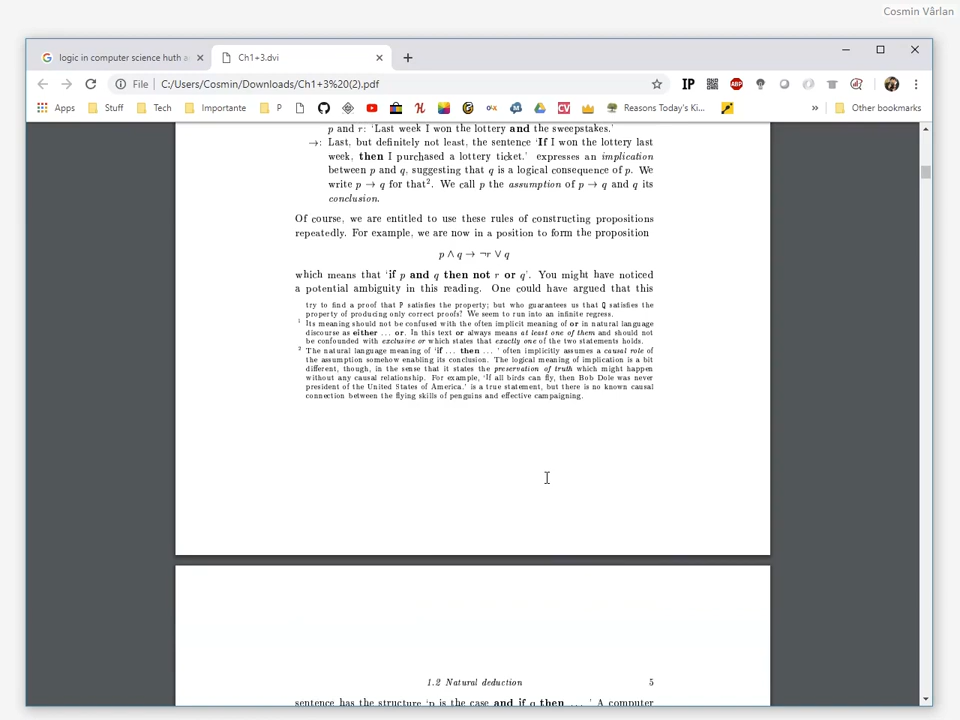 Cosmin Vârlan
logic in computer science huth a
Ch1+3.dvi
File C:/Users/Cosmin/Downloads/Ch1+3%20(2).pdf
IP ABP
Apps Stuff Tech Importante P CV Reasons Today's Ki... » Other bookmarks
p and r: 'Last week I won the lottery and the sweepstakes.'
→: Last, but definitely not least, the sentence 'If I won the lottery last
week, then I purchased a lottery ticket.' expresses an implication
between p and q, suggesting that q is a logical consequence of p. We
write p → q for that². We call p the assumption of p → q and q its
conclusion.
Of course, we are entitled to use these rules of constructing propositions
repeatedly. For example, we are now in a position to form the proposition
p ∧ q → ¬r ∨ q
which means that 'if p and q then not r or q'. You might have noticed
a potential ambiguity in this reading. One could have argued that this
try to find a proof that P satisfies the property; but who guarantees us that Q satisfies the
property of producing only correct proofs? We seem to run into an infinite regress.
¹ Its meaning should not be confused with the often implicit meaning of or in natural language
discourse as either ... or. In this text or always means at least one of them and should not
be confounded with exclusive or which states that exactly one of the two statements holds.
² The natural language meaning of 'if ... then ... ' often implicitly assumes a causal role of
the assumption somehow enabling its conclusion. The logical meaning of implication is a bit
different, though, in the sense that it states the preservation of truth which might happen
without any causal relationship. For example, 'If all birds can fly, then Bob Dole was never
president of the United States of America.' is a true statement, but there is no known causal
connection between the flying skills of penguins and effective campaigning.
1.2 Natural deduction 5
sentence has the structure 'p is the case and if q then ... ' A computer